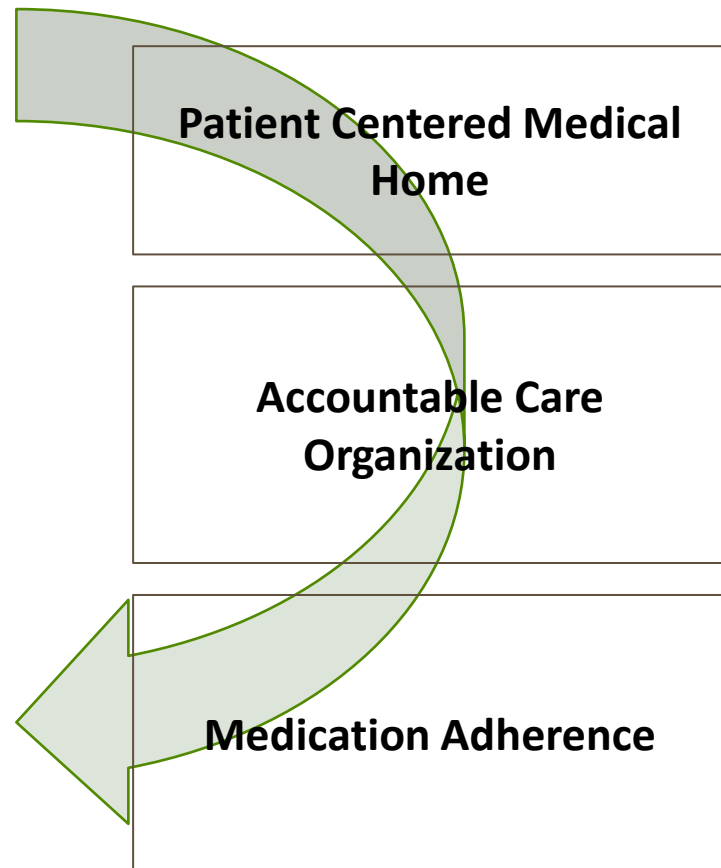 Patient Centered Medical
Home
Accountable Care
Organization
Medication Adherence